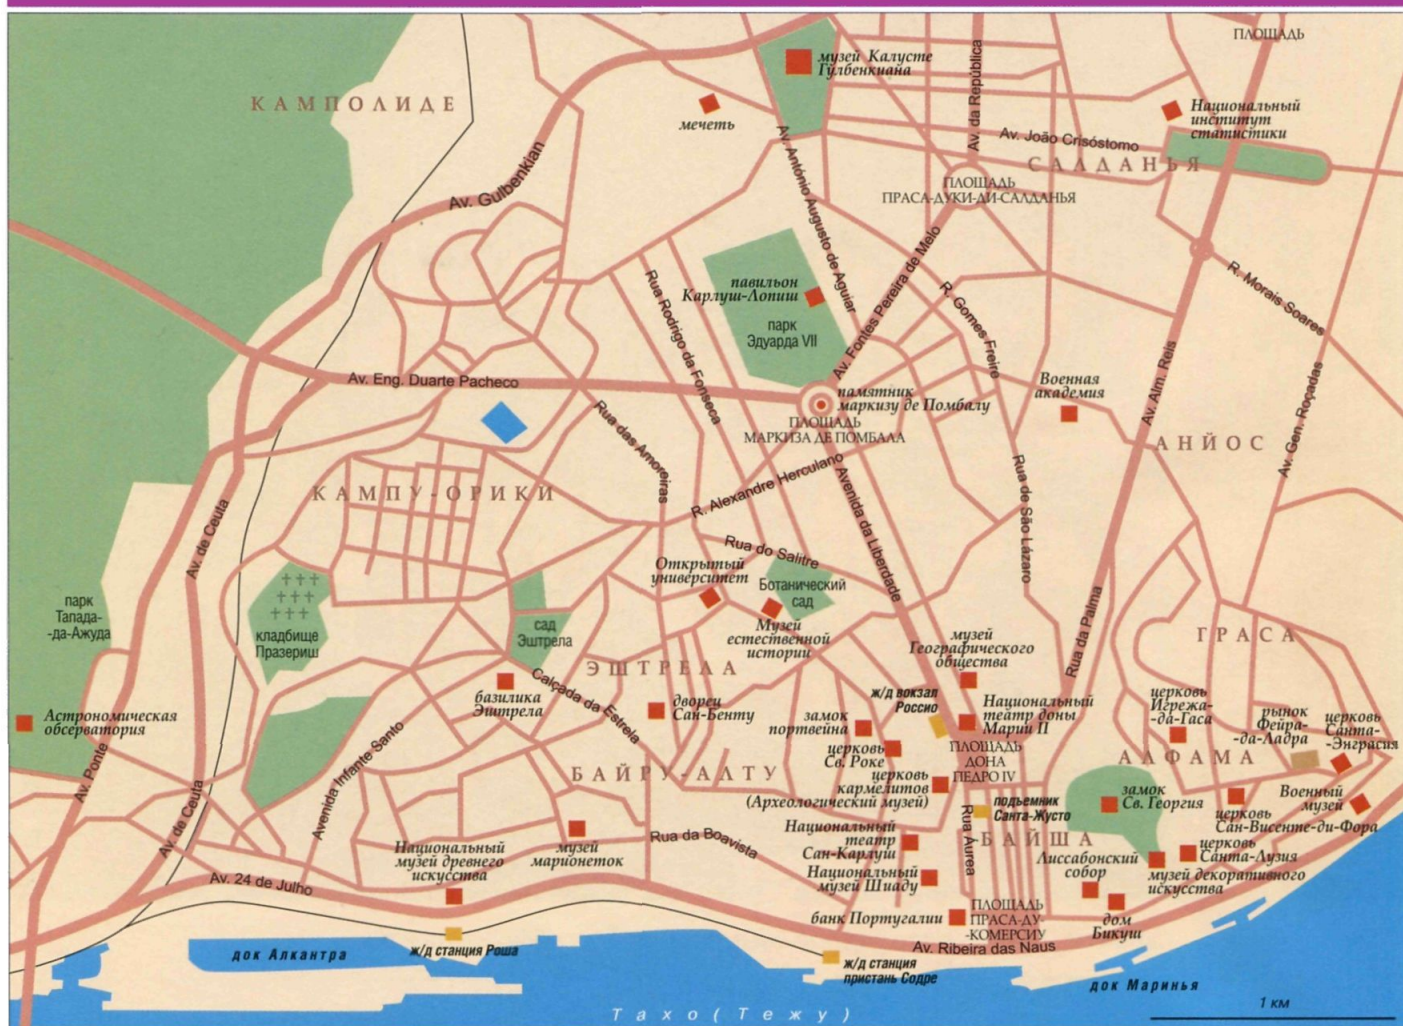 ПЛОЩАДЬ
музей Калусте
Гулбенкиана
КАМПОЛИДЕ
мечеть
Av. da República
Национальный
институт
статистики
Av. João Crisóstomo
САЛДАНЬЯ
Av. António Augusto de Aguiar
Av. Gulbenkian
ПЛОЩАДЬ
ПРАСА-ДУКИ-ДИ-САЛДАНЬЯ
R. Morais Soares
Rua Rodrigo da Fonseca
павильон
Карлуш-Лопиш
парк
Эдуарда VII
Av. Fontes Pereira de Melo
R. Gomes Freiro
Av. Alm. Reis
Av. Gen. Roçadas
Av. Eng. Duarte Pacheco
памятник
маркизу де Помбалу
ПЛОЩАДЬ
МАРКИЗА ДЕ ПОМБАЛА
Военная
академия
АНЙОС
Rua das Amoreiras
КАМПУ-ОРИКИ
R. Alexandre Herculano
Avenida da Liberdade
Rua de São Lázaro
Av. de Ceuta
Rua do Salitre
Открытый
университет
Ботанический
сад
Музей
естественной
истории
парк
Тапада-
-да-Ажуда
кладбище
Празериш
сад
Эштрела
ЭШТРЕЛА
музей
Географического
общества
Rua da Palma
ГРАСА
базилика
Эштрела
Calçada da Estrela
дворец
Сан-Бенту
ж/д вокзал
Россио
Национальный
театр доны
Марии II
церковь
Игрежа-
-да-Гаса
рынок
Фейра-
-да-Ладра
церковь
Санта-
-Энграсия
Астрономическая
обсерватория
замок
портвейна
церковь
Св. Роке
ПЛОЩАДЬ
ДОНА
ПЕДРО IV
АЛФАМА
Av. Ponte
Avenida Infante Santo
БАЙРУ-АЛТУ
церковь
кармелитов
(Археологический музей)
подъемник
Санта-Жусто
замок
Св. Георгия
Военный
музей
церковь
Сан-Висенте-ди-Фора
Av. de Ceuta
Национальный
музей древнего
искусства
музей
марионеток
Rua da Boavista
Национальный
театр
Сан-Карлуш
Rua Áurea
БАЙША
Лиссабонский
собор
церковь
Санта-Лузия
музей декоративного
искусства
Национальный
музей Шиаду
Av. 24 de Julho
банк Португалии
ПЛОЩАДЬ
ПРАСА-ДУ-
-КОМЕРСИУ
дом
Бикуш
Av. Ribeira das Naus
док Алкантра
ж/д станция Роша
ж/д станция
пристань Содре
док Маринья
Тахо(Тежу)
1 км